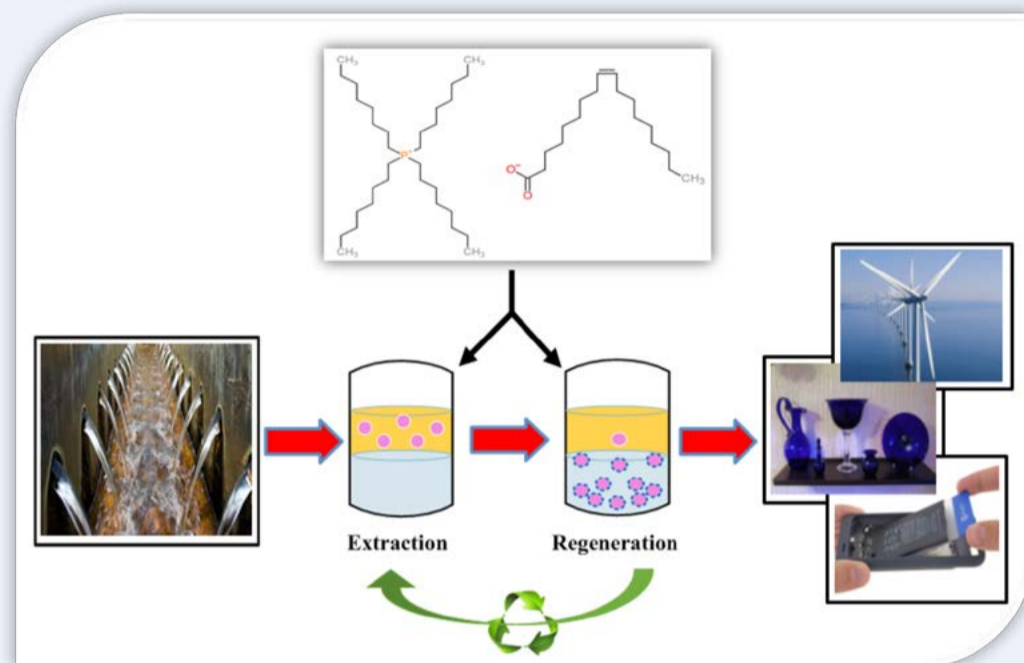 CH₃
CH₃
P⁺
O⁻
O
CH₃
CH₃
CH₃
Extraction
Regeneration